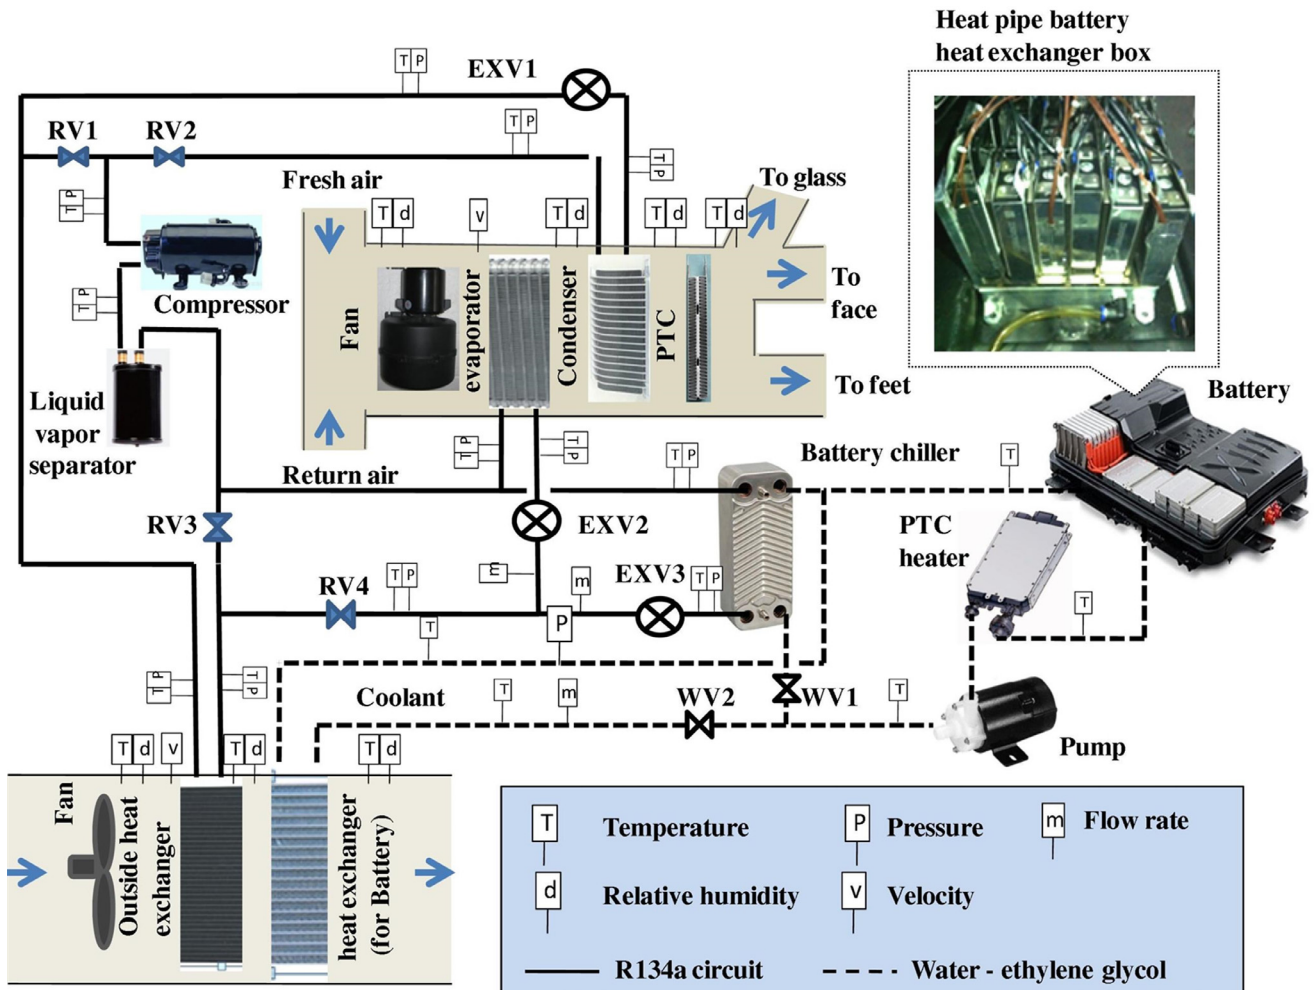 Heat pipe battery
heat exchanger box
T P
EXV1
RV1
RV2
T P
T P
Fresh air
To glass
T P
T d
v
T d
T d
T d
Compressor
T P
Fan
evaporator
Condenser
PTC
To
face
To feet
Battery
Liquid
vapor
separator
T P
T P
Return air
T P
Battery chiller
T
RV3
EXV2
PTC
heater
m
EXV3
RV4
T P
m
T P
T
P
T
T P
T P
Coolant
T
m
WV2
WV1
T
Pump
T d
v
T d
T d
Fan
Outside heat
exchanger
heat exchanger
(for Battery)
T Temperature
P Pressure
m Flow rate
d Relative humidity
v Velocity
R134a circuit
Water - ethylene glycol